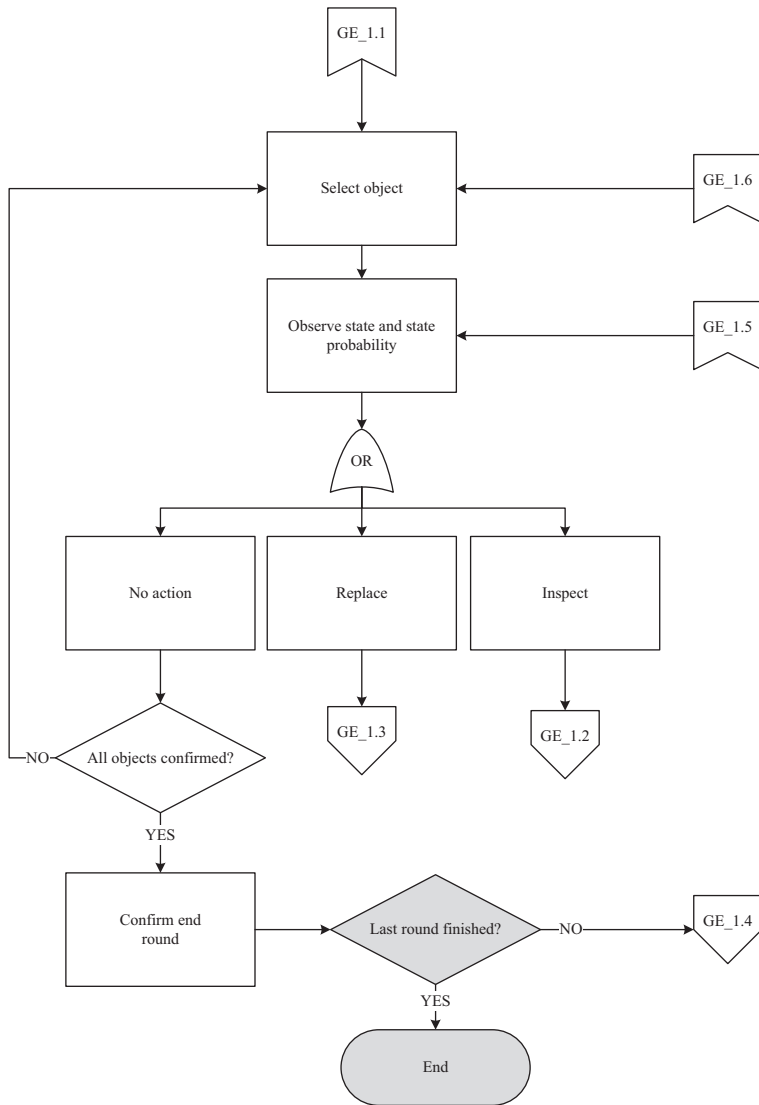 GE_1.1
Select object
GE_1.6
Observe state and state
probability
GE_1.5
OR
No action
Replace
Inspect
GE_1.3
GE_1.2
NO
All objects confirmed?
YES
Confirm end
round
Last round finished?
NO
GE_1.4
YES
End